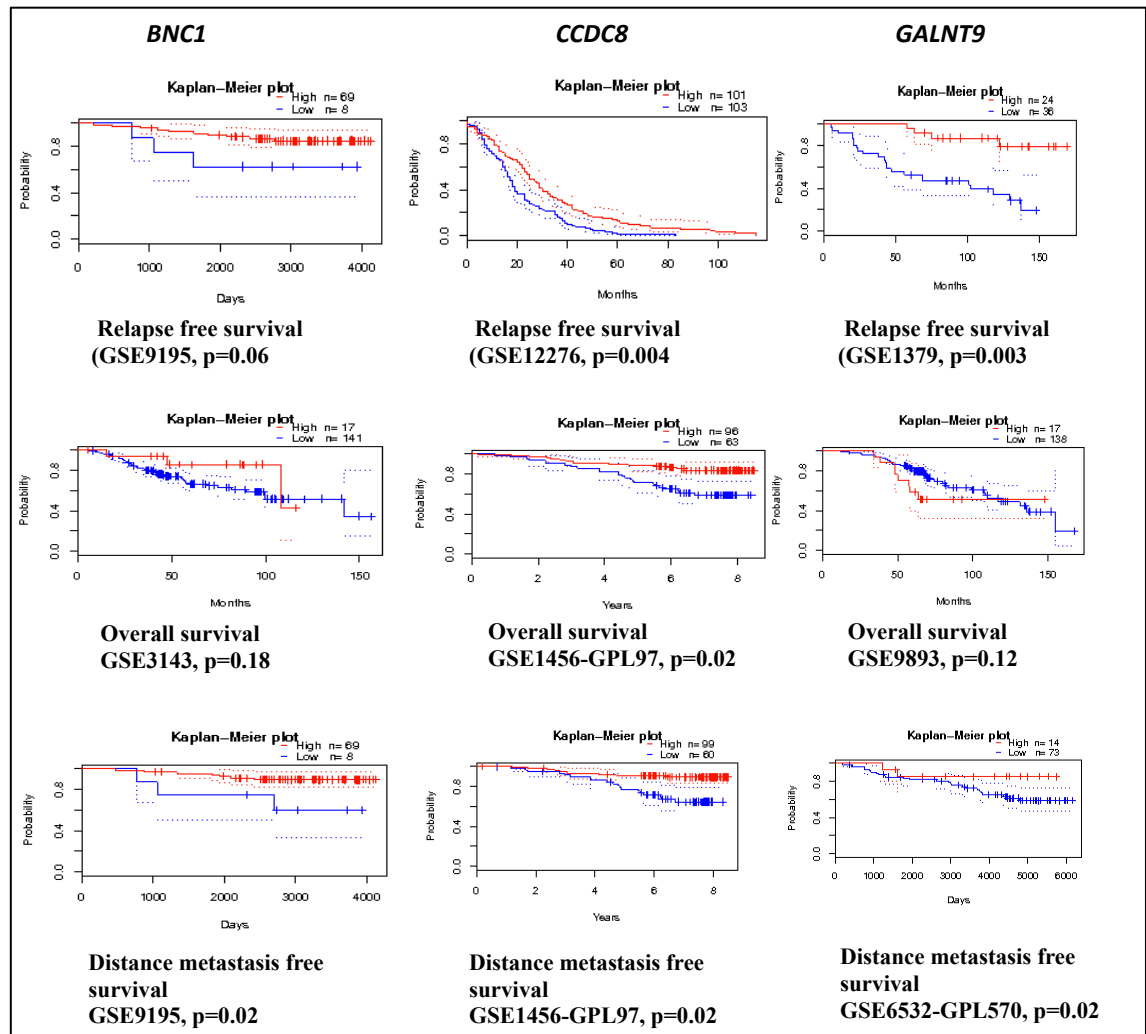 BNC1
CCDC8
GALNT9
Kaplan-Meier plot
High n= 69
Low n= 8
Probability
0.0 0.4 0.8
0 1000 2000 3000 4000
Days
Relapse free survival
(GSE9195, p=0.06
Kaplan-Meier plot
High n= 101
Low n= 103
Probability
0.0 0.4 0.8
0 20 40 60 80 100
Months
Relapse free survival
(GSE12276, p=0.004
Kaplan-Meier plot
High n= 24
Low n= 36
Probability
0.0 0.4 0.8
0 50 100 150
Months
Relapse free survival
(GSE1379, p=0.003
Kaplan-Meier plot
High n= 17
Low n= 141
Probability
0.0 0.4 0.8
0 50 100 150
Months
Overall survival
GSE3143, p=0.18
Kaplan-Meier plot
High n= 96
Low n= 63
Probability
0.0 0.4 0.8
0 2 4 6 8
Years
Overall survival
GSE1456-GPL97, p=0.02
Kaplan-Meier plot
High n= 17
Low n= 138
Probability
0.0 0.4 0.8
0 50 100 150
Months
Overall survival
GSE9893, p=0.12
Kaplan-Meier plot
High n= 69
Low n= 8
Probability
0.0 0.4 0.8
0 1000 2000 3000 4000
Days
Distance metastasis free
survival
GSE9195, p=0.02
Kaplan-Meier plot
High n= 99
Low n= 60
Probability
0.0 0.4 0.8
0 2 4 6 8
Years
Distance metastasis free
survival
GSE1456-GPL97, p=0.02
Kaplan-Meier plot
High n= 14
Low n= 73
Probability
0.0 0.4 0.8
0 1000 2000 3000 4000 5000 6000
Days
Distance metastasis free
survival
GSE6532-GPL570, p=0.02